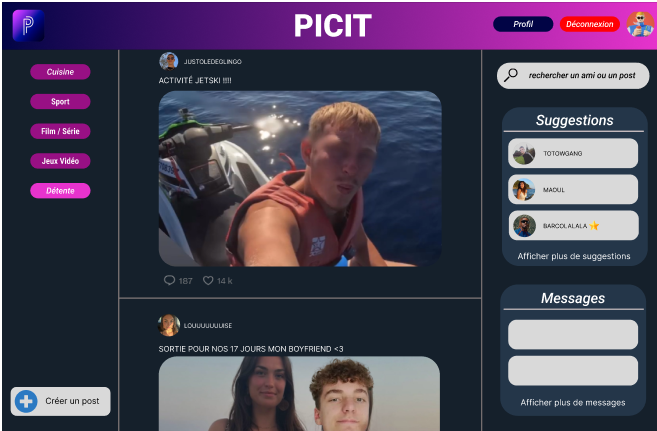 P
PICIT
Profil
Déconnexion
Cuisine
Sport
Film / Série
Jeux Vidéo
Détente
Créer un post
JUSTOLEDEGLINGO
ACTIVITÉ JETSKI !!!!
187
14 k
LOUUUUUUUISE
SORTIE POUR NOS 17 JOURS MON BOYFRIEND <3
rechercher un ami ou un post
Suggestions
TOTOWGANG
MADUL
BARCOLALALA ⭐
Afficher plus de suggestions
Messages
Afficher plus de messages